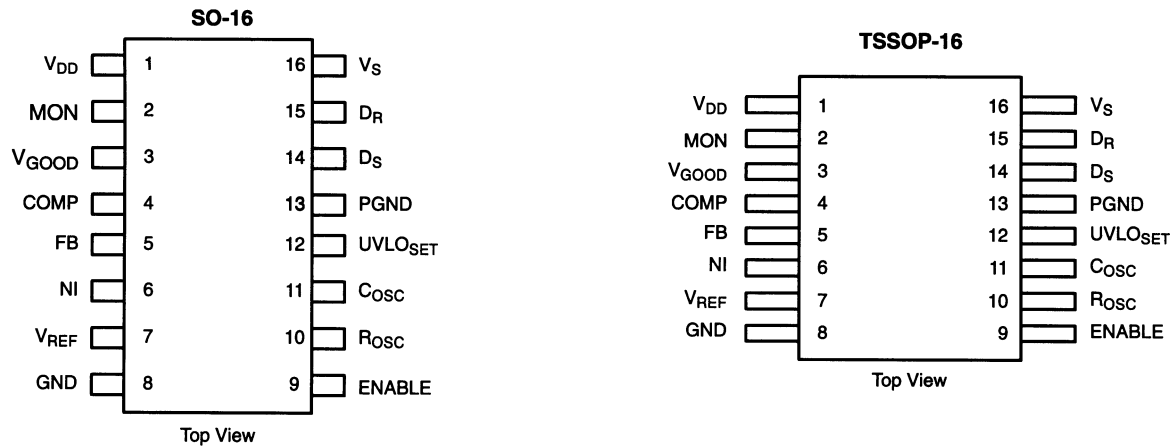 SO-16
V_DD 1 16 V_S
MON 2 15 D_R
V_GOOD 3 14 D_S
COMP 4 13 PGND
FB 5 12 UVLO_SET
NI 6 11 C_OSC
V_REF 7 10 R_OSC
GND 8 9 ENABLE
Top View
TSSOP-16
V_DD 1 16 V_S
MON 2 15 D_R
V_GOOD 3 14 D_S
COMP 4 13 PGND
FB 5 12 UVLO_SET
NI 6 11 C_OSC
V_REF 7 10 R_OSC
GND 8 9 ENABLE
Top View